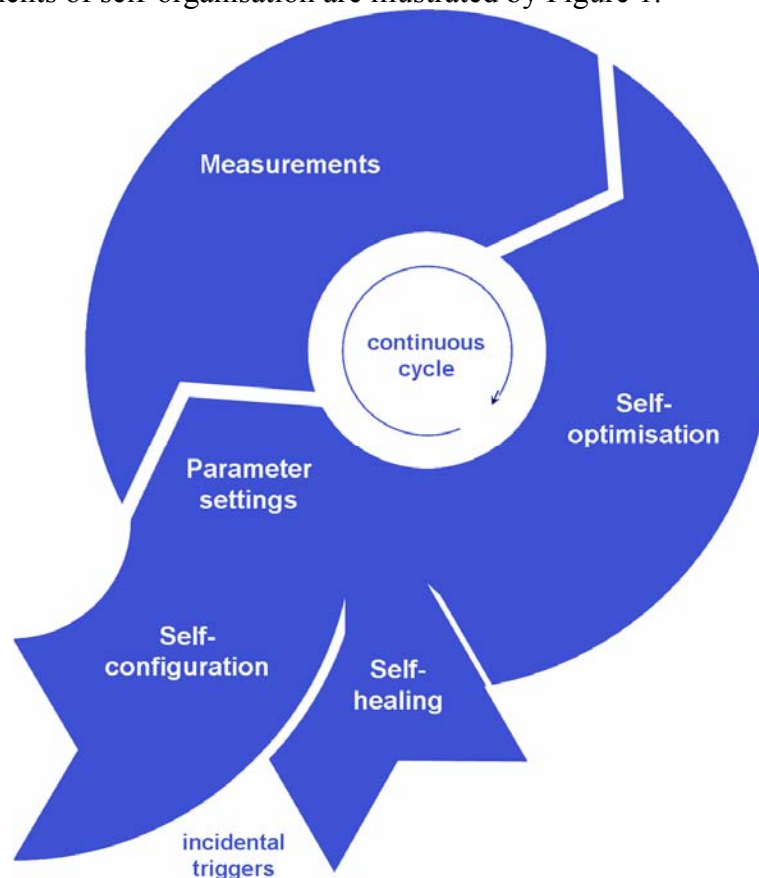 ents of self-organisation are illustrated by Figure 1.
Measurements
continuous
cycle
Self-
optimisation
Parameter
settings
Self-
configuration
Self-
healing
incidental
triggers